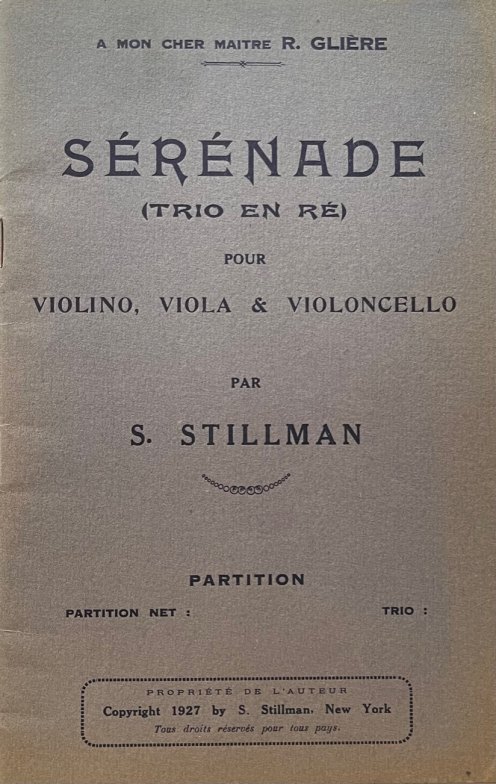 A MON CHER MAITRE R. GLIÈRE
SÉRÉNADE
(TRIO EN RÉ)
POUR
VIOLINO, VIOLA & VIOLONCELLO
PAR
S. STILLMAN
PARTITION
PARTITION NET :
TRIO :
PROPRIÉTÉ DE L'AUTEUR
Copyright 1927 by S. Stillman, New York
Tous droits réservés pour tous pays.